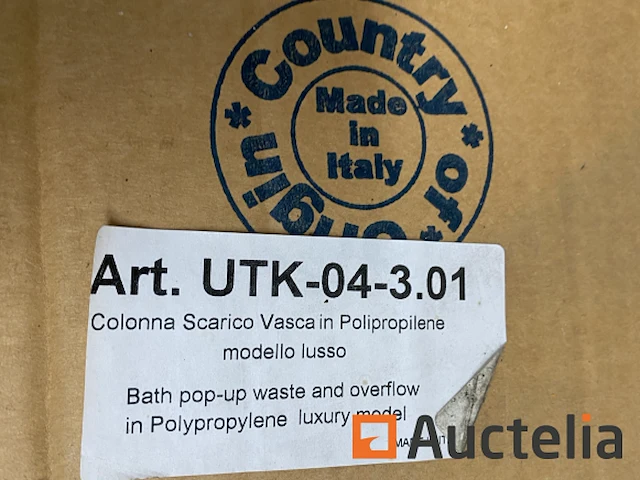 * Country of Origin *
Made
in
Italy
Art. UTK-04-3.01
Colonna Scarico Vasca in Polipropilene
modello lusso
Bath pop-up waste and overflow
in Polypropylene luxury model
Auctelia